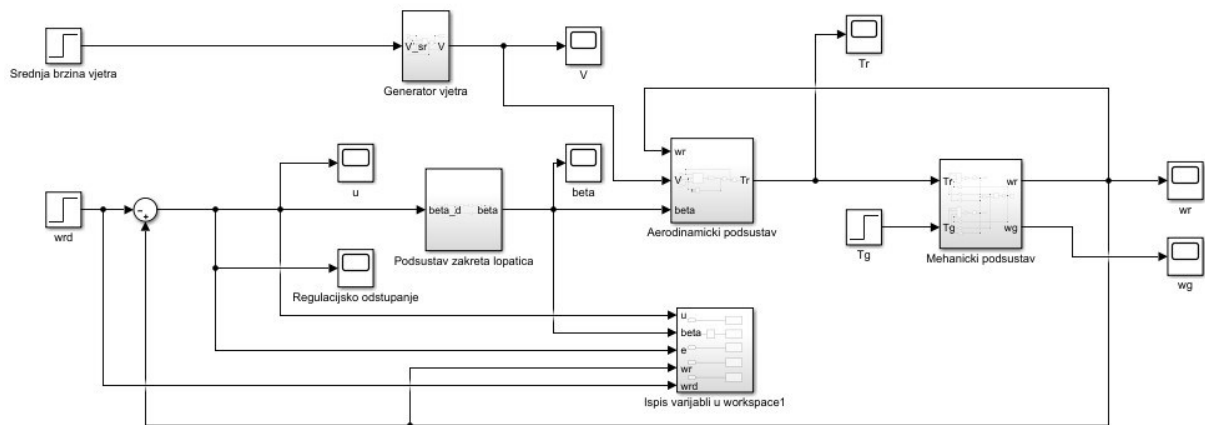 Srednja brzina vjetra
V_sr
V
Generator vjetra
V
Tr
u
beta
wrd
-
+
beta_d
beta
Podsustav zakreta lopatica
Regulacijsko odstupanje
wr
V
beta
Tr
Aerodinamicki podsustav
Tg
Tr
Tg
wr
wg
Mehanicki podsustav
wr
wg
u
beta
e
wr
wrd
Ispis varijabli u workspace1